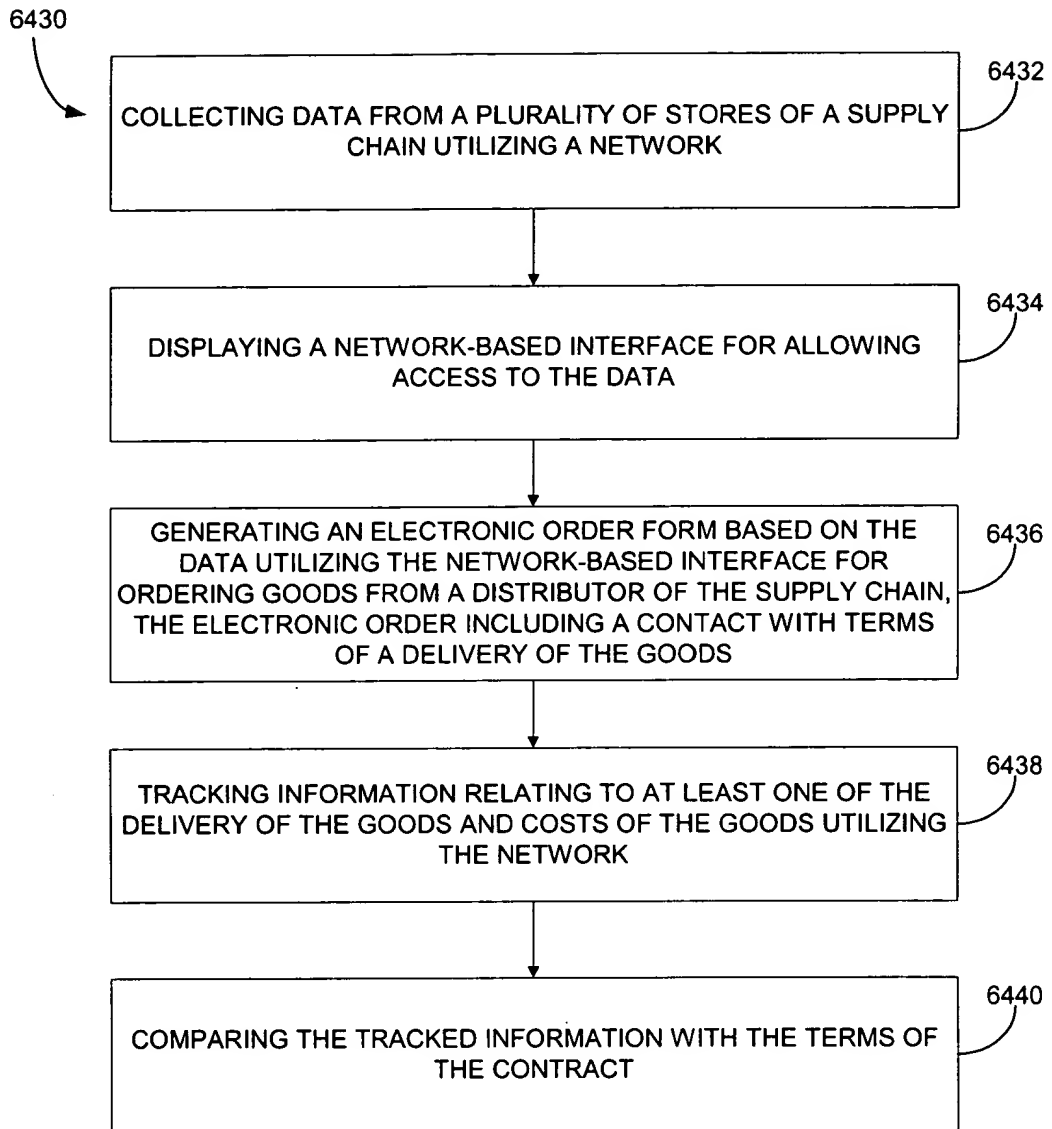 6430
6432
COLLECTING DATA FROM A PLURALITY OF STORES OF A SUPPLY
CHAIN UTILIZING A NETWORK
6434
DISPLAYING A NETWORK-BASED INTERFACE FOR ALLOWING
ACCESS TO THE DATA
6436
GENERATING AN ELECTRONIC ORDER FORM BASED ON THE
DATA UTILIZING THE NETWORK-BASED INTERFACE FOR
ORDERING GOODS FROM A DISTRIBUTOR OF THE SUPPLY CHAIN,
THE ELECTRONIC ORDER INCLUDING A CONTACT WITH TERMS
OF A DELIVERY OF THE GOODS
6438
TRACKING INFORMATION RELATING TO AT LEAST ONE OF THE
DELIVERY OF THE GOODS AND COSTS OF THE GOODS UTILIZING
THE NETWORK
6440
COMPARING THE TRACKED INFORMATION WITH THE TERMS OF
THE CONTRACT